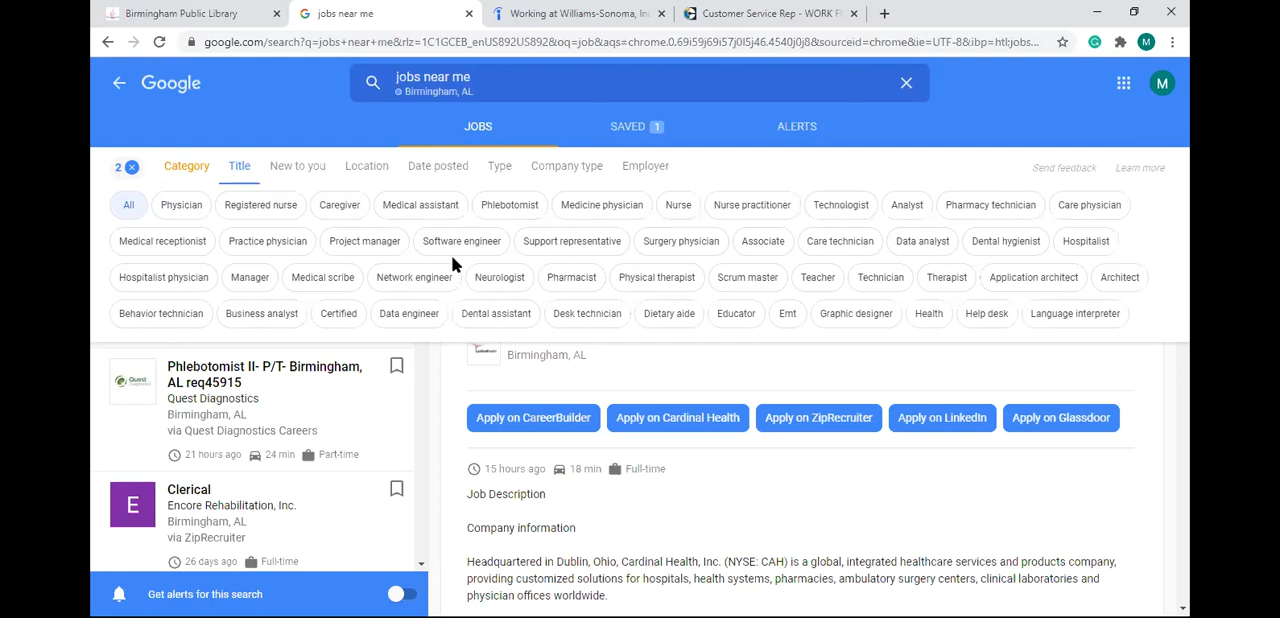 Birmingham Public Library
jobs near me
Working at Williams-Sonoma, Inc
Customer Service Rep - WORK F
google.com/search?q=jobs+near+me&rlz=1C1GCEB_enUS892US892&oq=job&aqs=chrome.0.69i59j69i57j0l5j46.4540j0j8&sourceid=chrome&ie=UTF-8&ibp=htl;jobs...
M
Google
jobs near me
Birmingham, AL
M
JOBS
SAVED 1
ALERTS
2 Category Title New to you Location Date posted Type Company type Employer Send feedback Learn more
All Physician Registered nurse Caregiver Medical assistant Phlebotomist Medicine physician Nurse Nurse practitioner Technologist Analyst Pharmacy technician Care physician
Medical receptionist Practice physician Project manager Software engineer Support representative Surgery physician Associate Care technician Data analyst Dental hygienist Hospitalist
Hospitalist physician Manager Medical scribe Network engineer Neurologist Pharmacist Physical therapist Scrum master Teacher Technician Therapist Application architect Architect
Behavior technician Business analyst Certified Data engineer Dental assistant Desk technician Dietary aide Educator Emt Graphic designer Health Help desk Language interpreter
Quest
Phlebotomist II- P/T- Birmingham,
AL req45915
Quest Diagnostics
Birmingham, AL
via Quest Diagnostics Careers
21 hours ago 24 min Part-time
E
Clerical
Encore Rehabilitation, Inc.
Birmingham, AL
via ZipRecruiter
26 days ago Full-time
Get alerts for this search
Birmingham, AL
Apply on CareerBuilder Apply on Cardinal Health Apply on ZipRecruiter Apply on LinkedIn Apply on Glassdoor
15 hours ago 18 min Full-time
Job Description
Company information
Headquartered in Dublin, Ohio, Cardinal Health, Inc. (NYSE: CAH) is a global, integrated healthcare services and products company,
providing customized solutions for hospitals, health systems, pharmacies, ambulatory surgery centers, clinical laboratories and
physician offices worldwide.